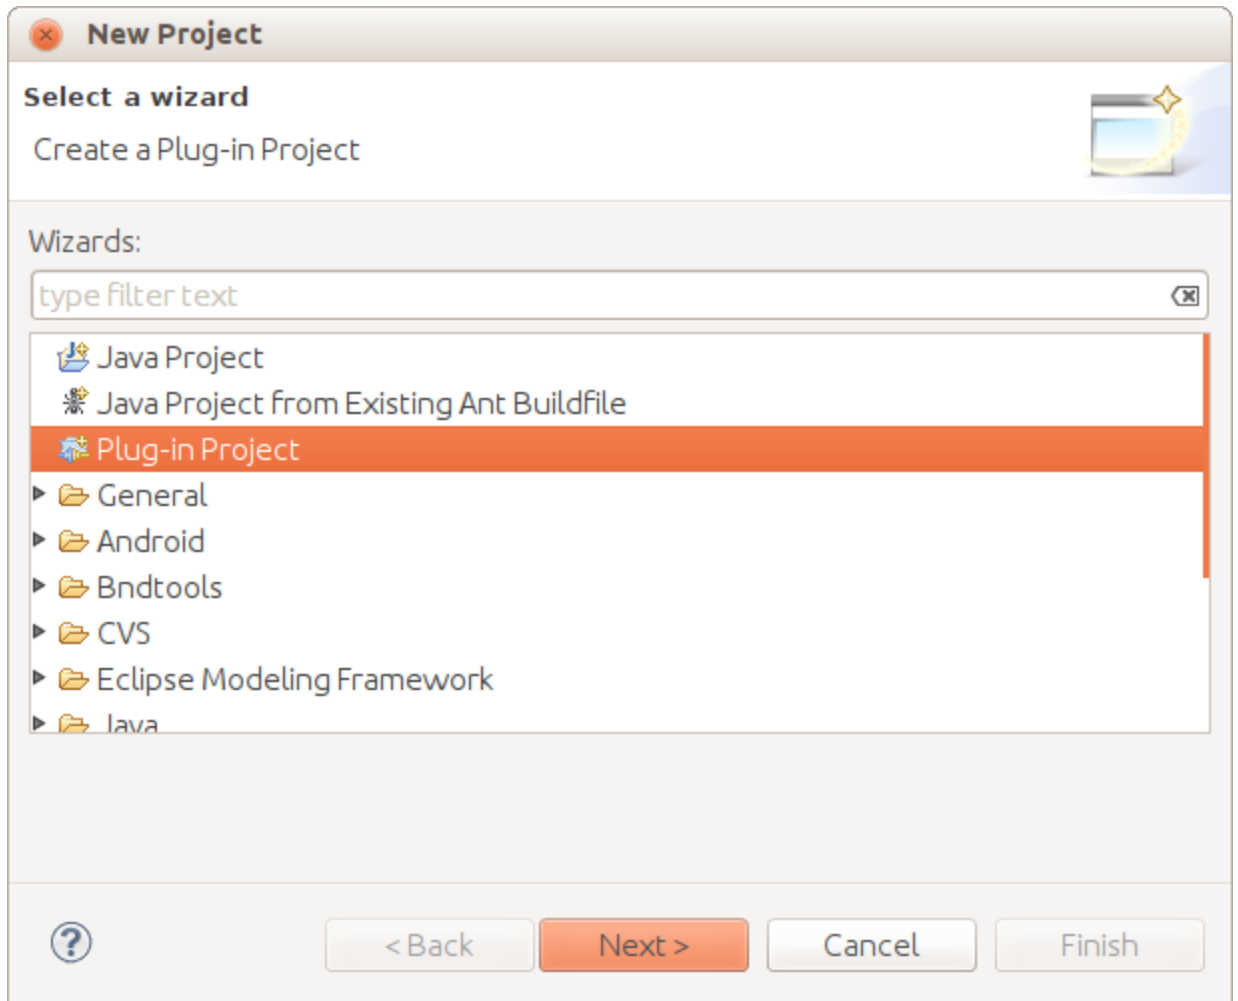 New Project
Select a wizard
Create a Plug-in Project
Wizards:
type filter text
Java Project
Java Project from Existing Ant Buildfile
Plug-in Project
General
Android
Bndtools
CVS
Eclipse Modeling Framework
Java
< Back Next > Cancel Finish